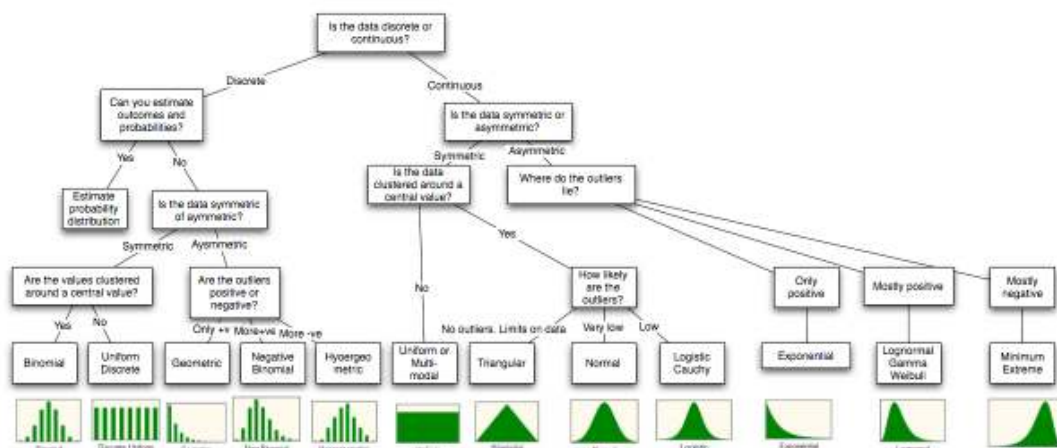 Is the data discrete or
continuous?
Discrete
Continuous
Can you estimate
outcomes and
probabilities?
Is the data symmetric or
asymmetric?
Yes
No
Symmetric
Asymmetric
Estimate
probability
distribution
Is the data symmetric
of aymmetric?
Is the data
clustered around a
central value?
Where do the outliers
lie?
Symmetric
Aysmmetric
Yes
Are the values clustered
around a central value?
Are the outliers
positive or
negative?
No
How likely
are the
outliers?
Only
positive
Mostly positive
Mostly
negative
Yes
No
Only +v
More+ve
More -ve
No outliers. Limits on data
Very low
Low
Binomial
Uniform
Discrete
Geometric
Negative
Binomial
Hyoergeo
metric
Uniform or
Multi-
modal
Triangular
Normal
Logistic
Cauchy
Exponential
Lognormal
Gamma
Weibull
Minimum
Extreme